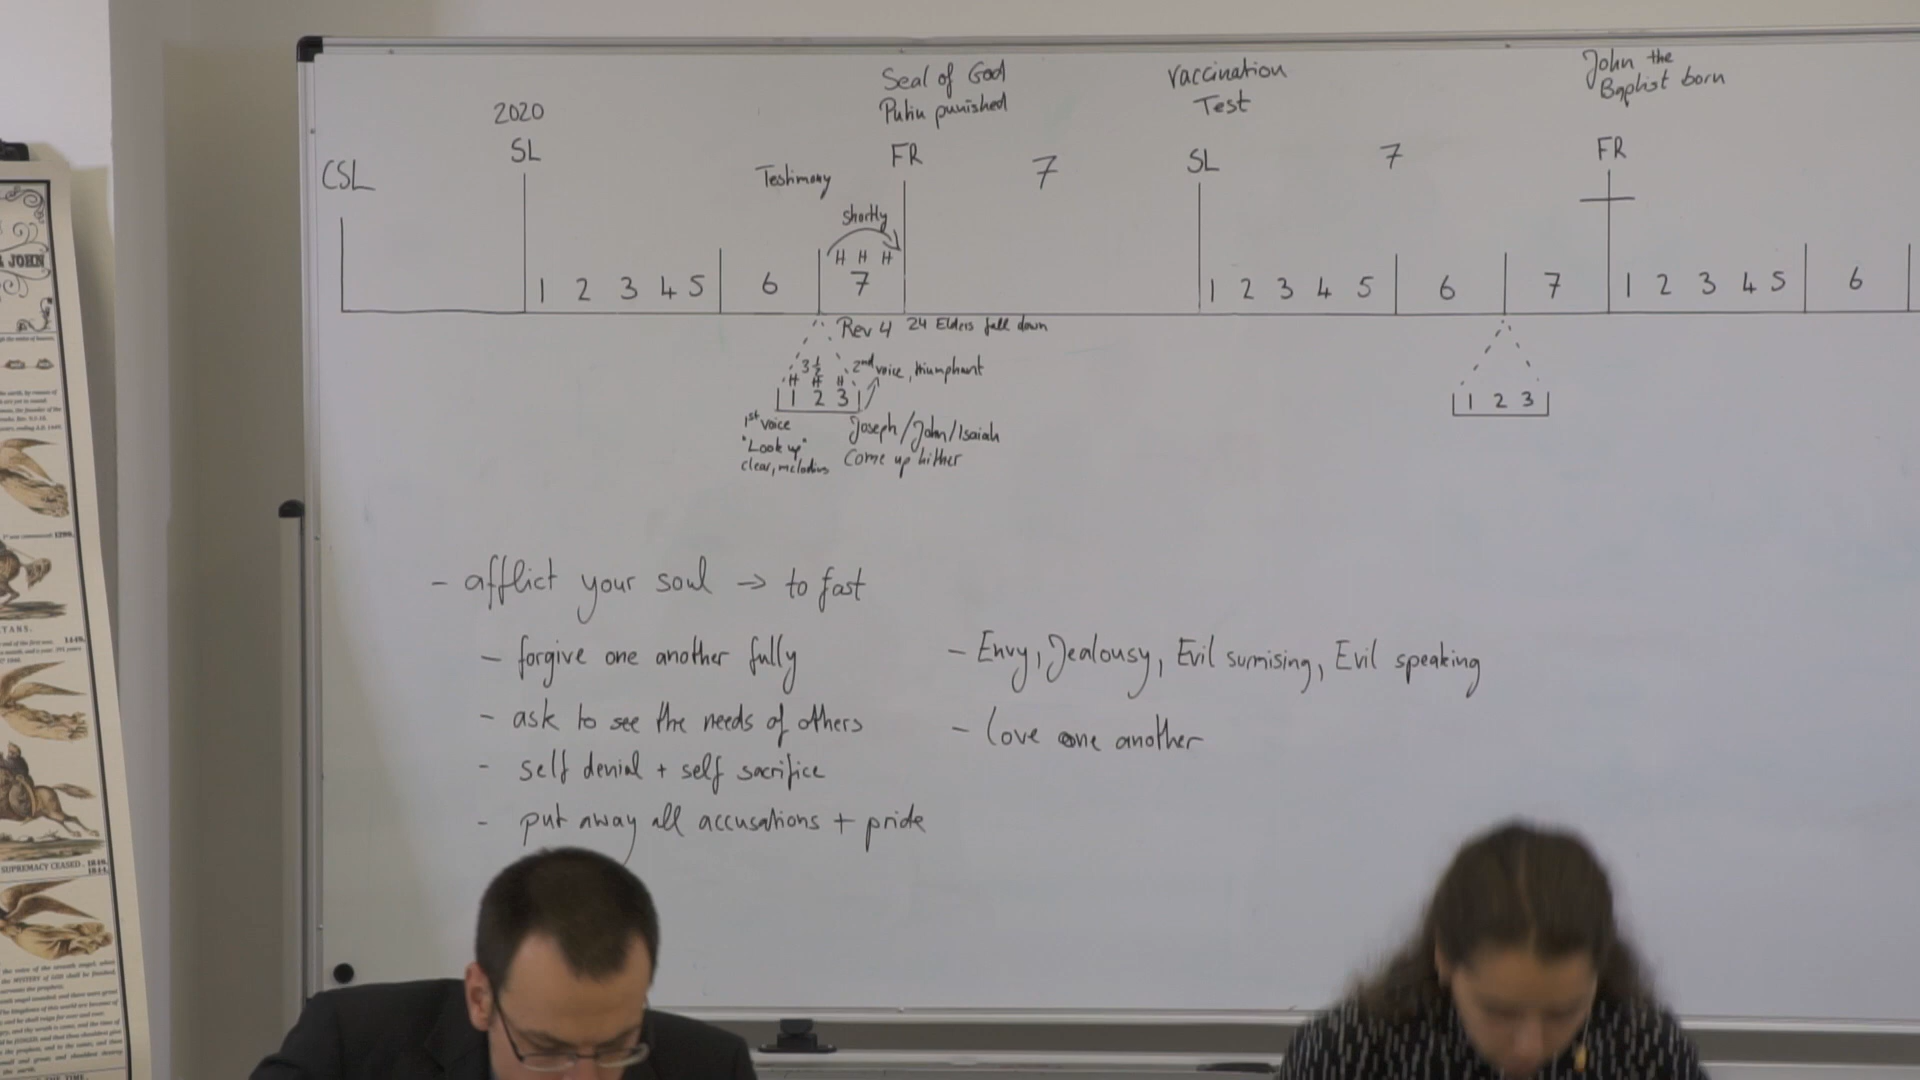 2020
SL
CSL
Testimony
Shortly
Seal of God
Putin punished
FR
7
Vaccination
Test
SL
7
John the
Baptist born
FR
1 2 3 4 5 6 H H H
7
1 2 3 4 5 6 7 1 2 3 4 5 6
Rev 4 24 Elders fall down
3½ 2nd voice, triumphant
H H H
1 2 3
1st voice
"Look up"
clear, melodius
Joseph/John/Isaiah
Come up hither
1 2 3
- afflict your soul → to fast
- forgive one another fully
- ask to see the needs of others
- self denial + self sacrifice
- put away all accusations + pride
- Envy, Jealousy, Evil surmising, Evil speaking
- Love one another
& JOHN
SUPREMACY CEASED.